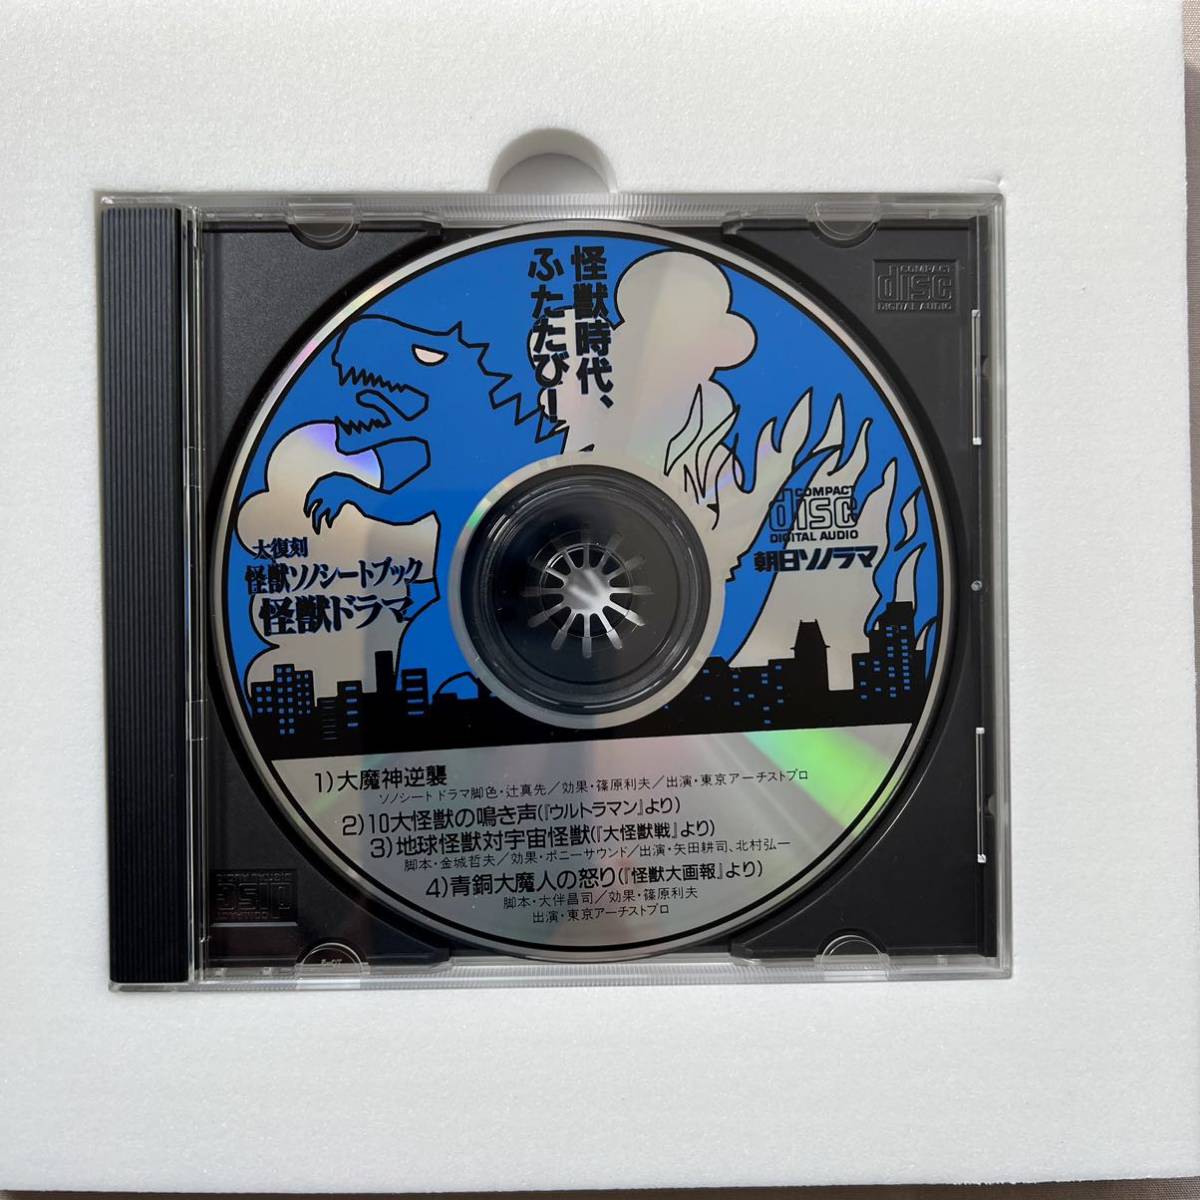 怪獣時代、
ふたたび!
COMPACT
disc
DIGITAL AUDIO
COMPACT
disc
DIGITAL AUDIO
朝日ソノラマ
大復刻
怪獣ソノシートブック
怪獣ドラマ
1)大魔神逆襲
ソノシートドラマ脚色・辻真先/効果・篠原利夫/出演・東京アーチストプロ
2)10大怪獣の鳴き声(『ウルトラマン』より)
3)地球怪獣対宇宙怪獣(『大怪獣戦』より)
脚本・金城哲夫/効果・ポニーサウンド/出演・矢田耕司、北村弘一
4)青銅大魔人の怒り(『怪獣大画報』より)
脚本・大伴昌司/効果・篠原利夫
出演・東京アーチストプロ